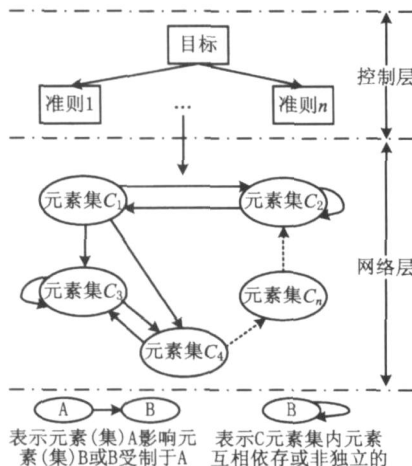 目标
控制层
准则1
…
准则n
元素集C₁
元素集C₂
网络层
元素集C₃
元素集Cₙ
元素集C₄
A
B
B
表示元素(集)A影响元
素(集)B或B受制于A
表示C元素集内元素
互相依存或非独立的